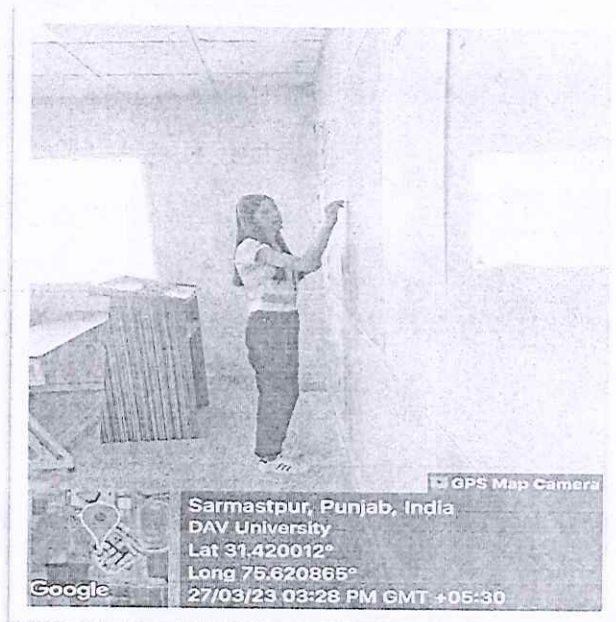 GPS Map Camera
Sarmastpur, Punjab, India
DAV University
Lat 31.420012°
Long 75.620865°
27/03/23 03:28 PM GMT +05:30
Google